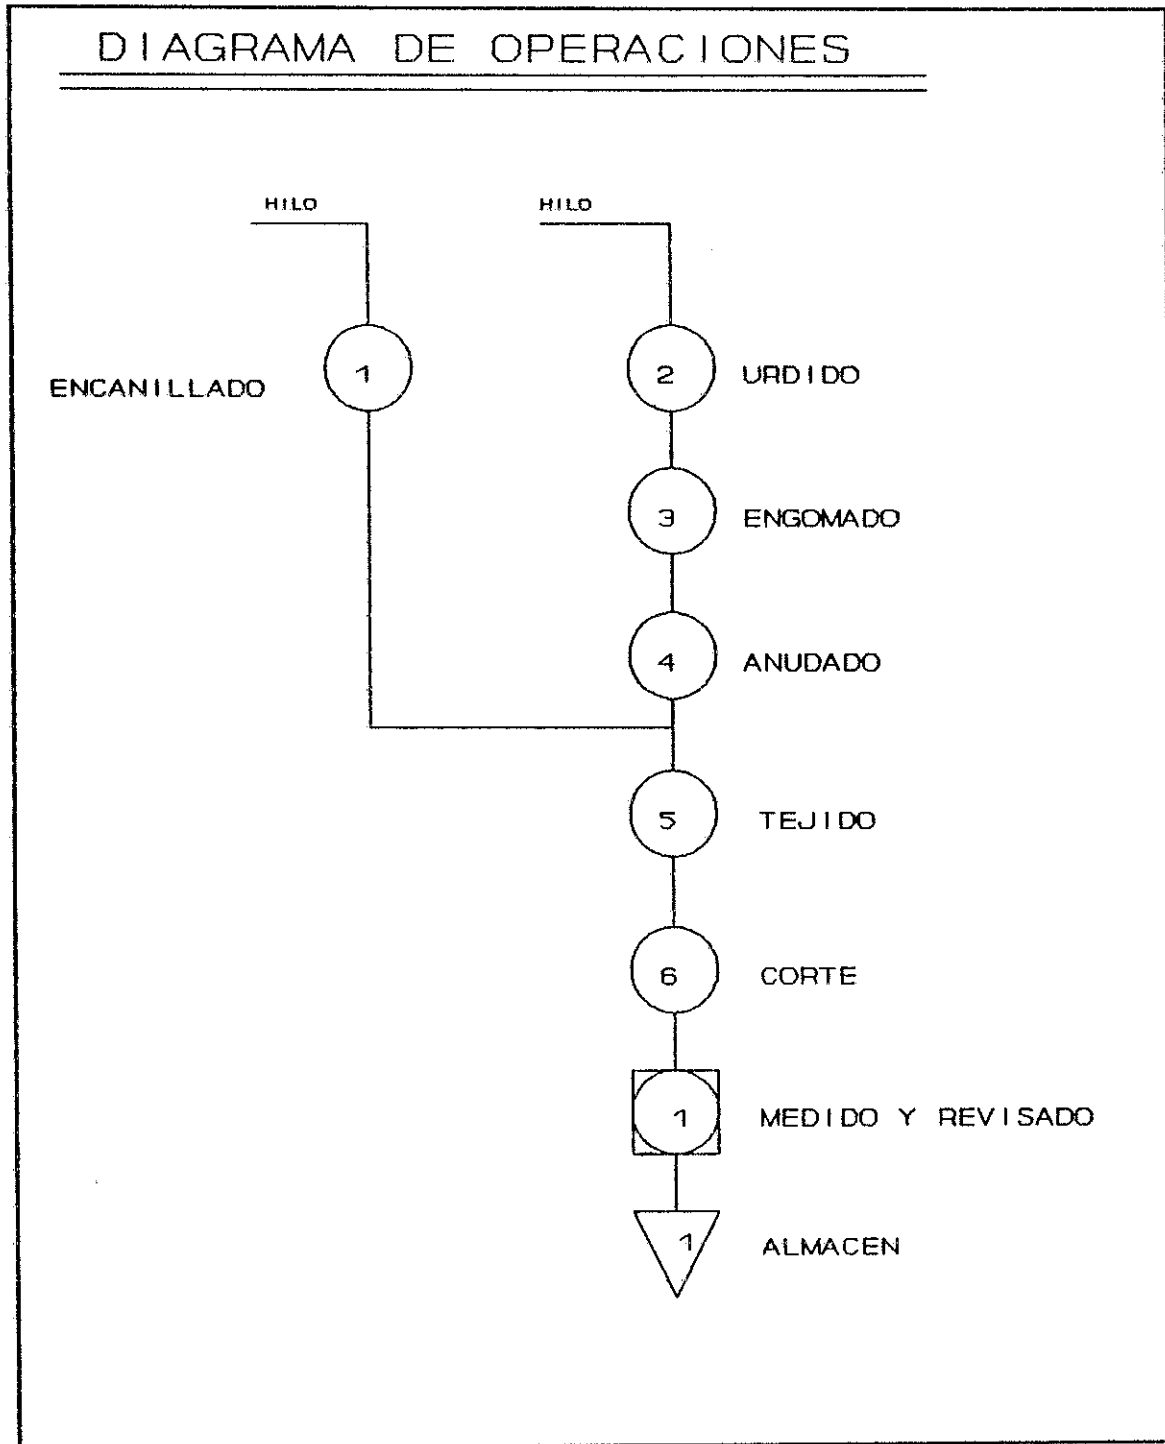 DIAGRAMA DE OPERACIONES
HILO HILO
1 2 URDIDO
ENCANILLADO
3 ENGOMADO
4 ANUDADO
5 TEJIDO
6 CORTE
1 MEDIDO Y REVISADO
1 ALMACEN